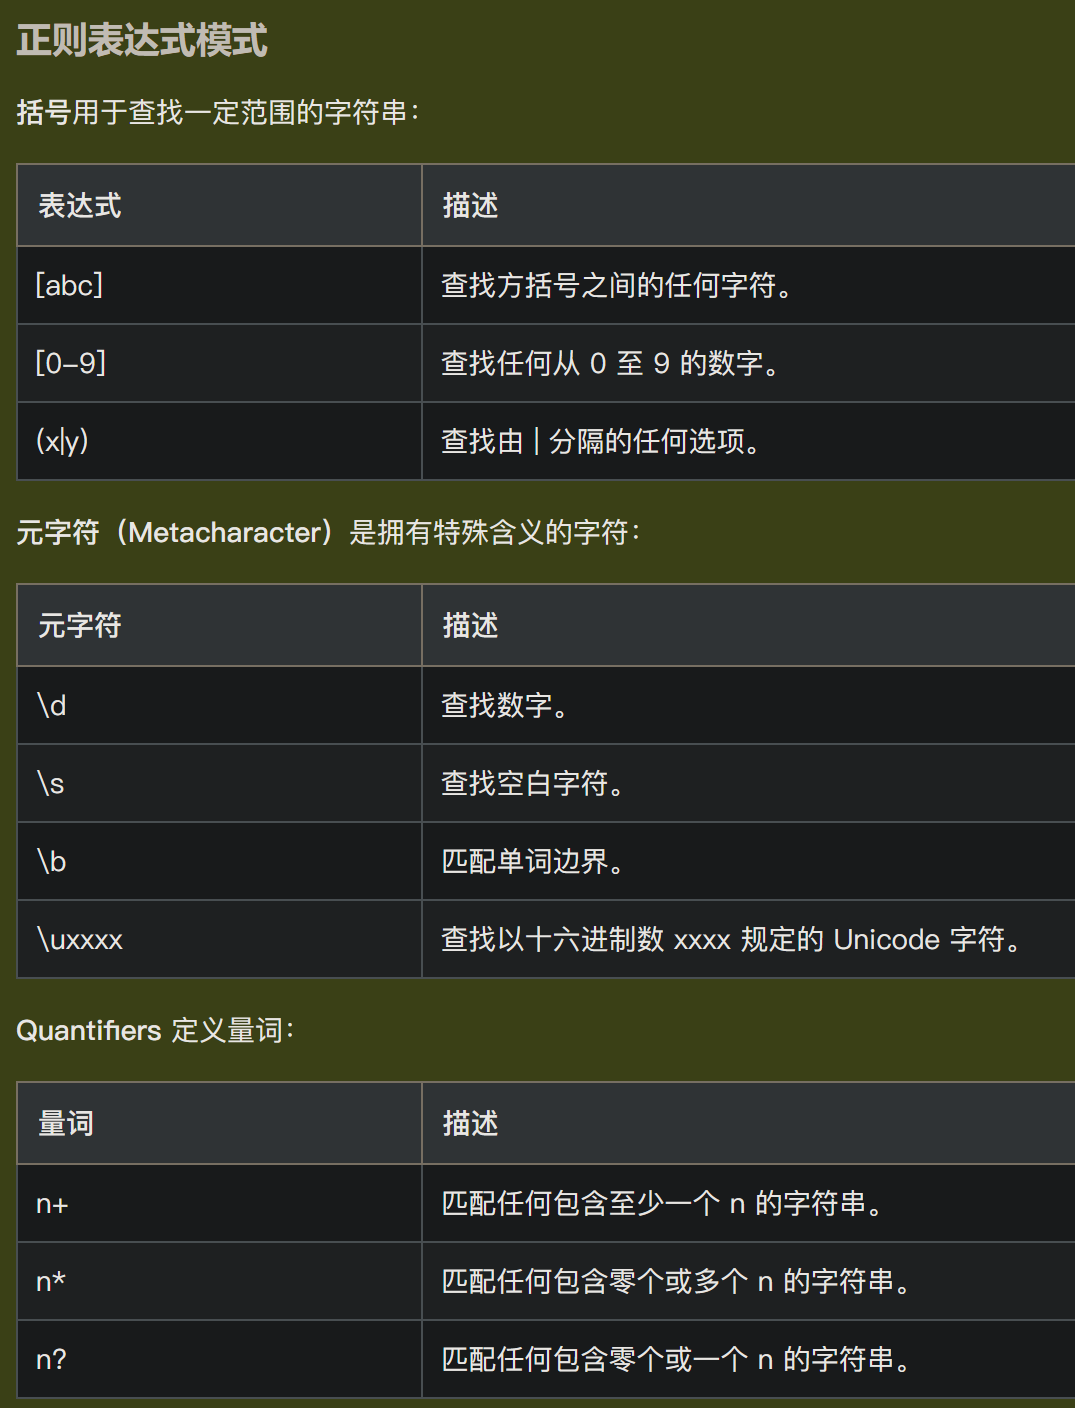 正则表达式模式
括号用于查找一定范围的字符串：
表达式 描述
[abc] 查找方括号之间的任何字符。
[0-9] 查找任何从 0 至 9 的数字。
(x|y) 查找由 | 分隔的任何选项。
元字符（Metacharacter）是拥有特殊含义的字符：
元字符 描述
\d 查找数字。
\s 查找空白字符。
\b 匹配单词边界。
\uxxxx 查找以十六进制数 xxxx 规定的 Unicode 字符。
Quantifiers 定义量词：
量词 描述
n+ 匹配任何包含至少一个 n 的字符串。
n* 匹配任何包含零个或多个 n 的字符串。
n? 匹配任何包含零个或一个 n 的字符串。